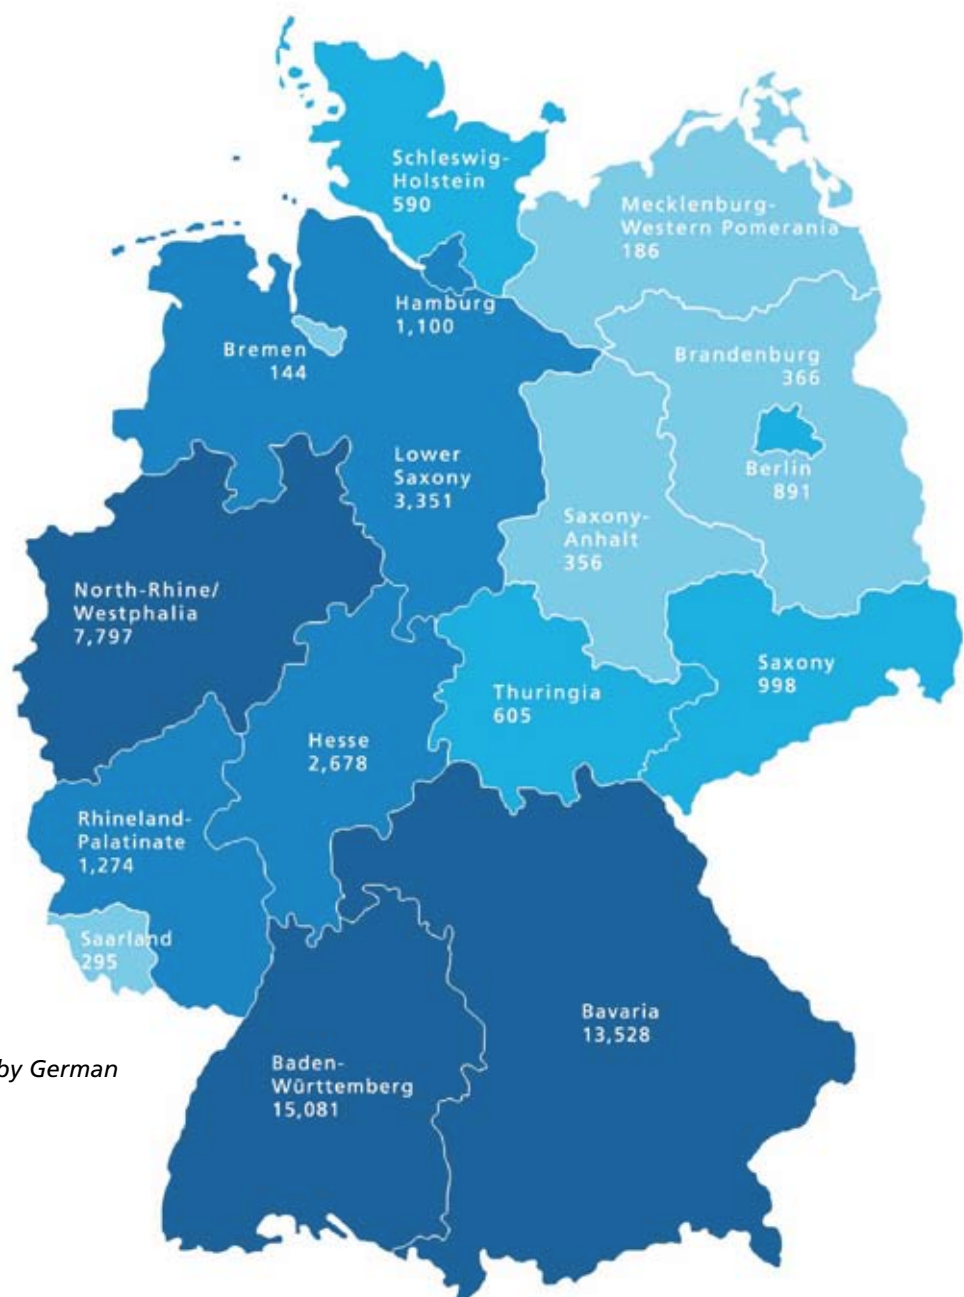 Schleswig-
Holstein
590
Mecklenburg-
Western Pomerania
186
Hamburg
1,100
Bremen
144
Brandenburg
366
Lower
Saxony
3,351
Berlin
891
Saxony-
Anhalt
356
North-Rhine/
Westphalia
7,797
Saxony
998
Thuringia
605
Hesse
2,678
Rhineland-
Palatinate
1,274
Saarland
295
Bavaria
13,528
by German
Baden-
Württemberg
15,081